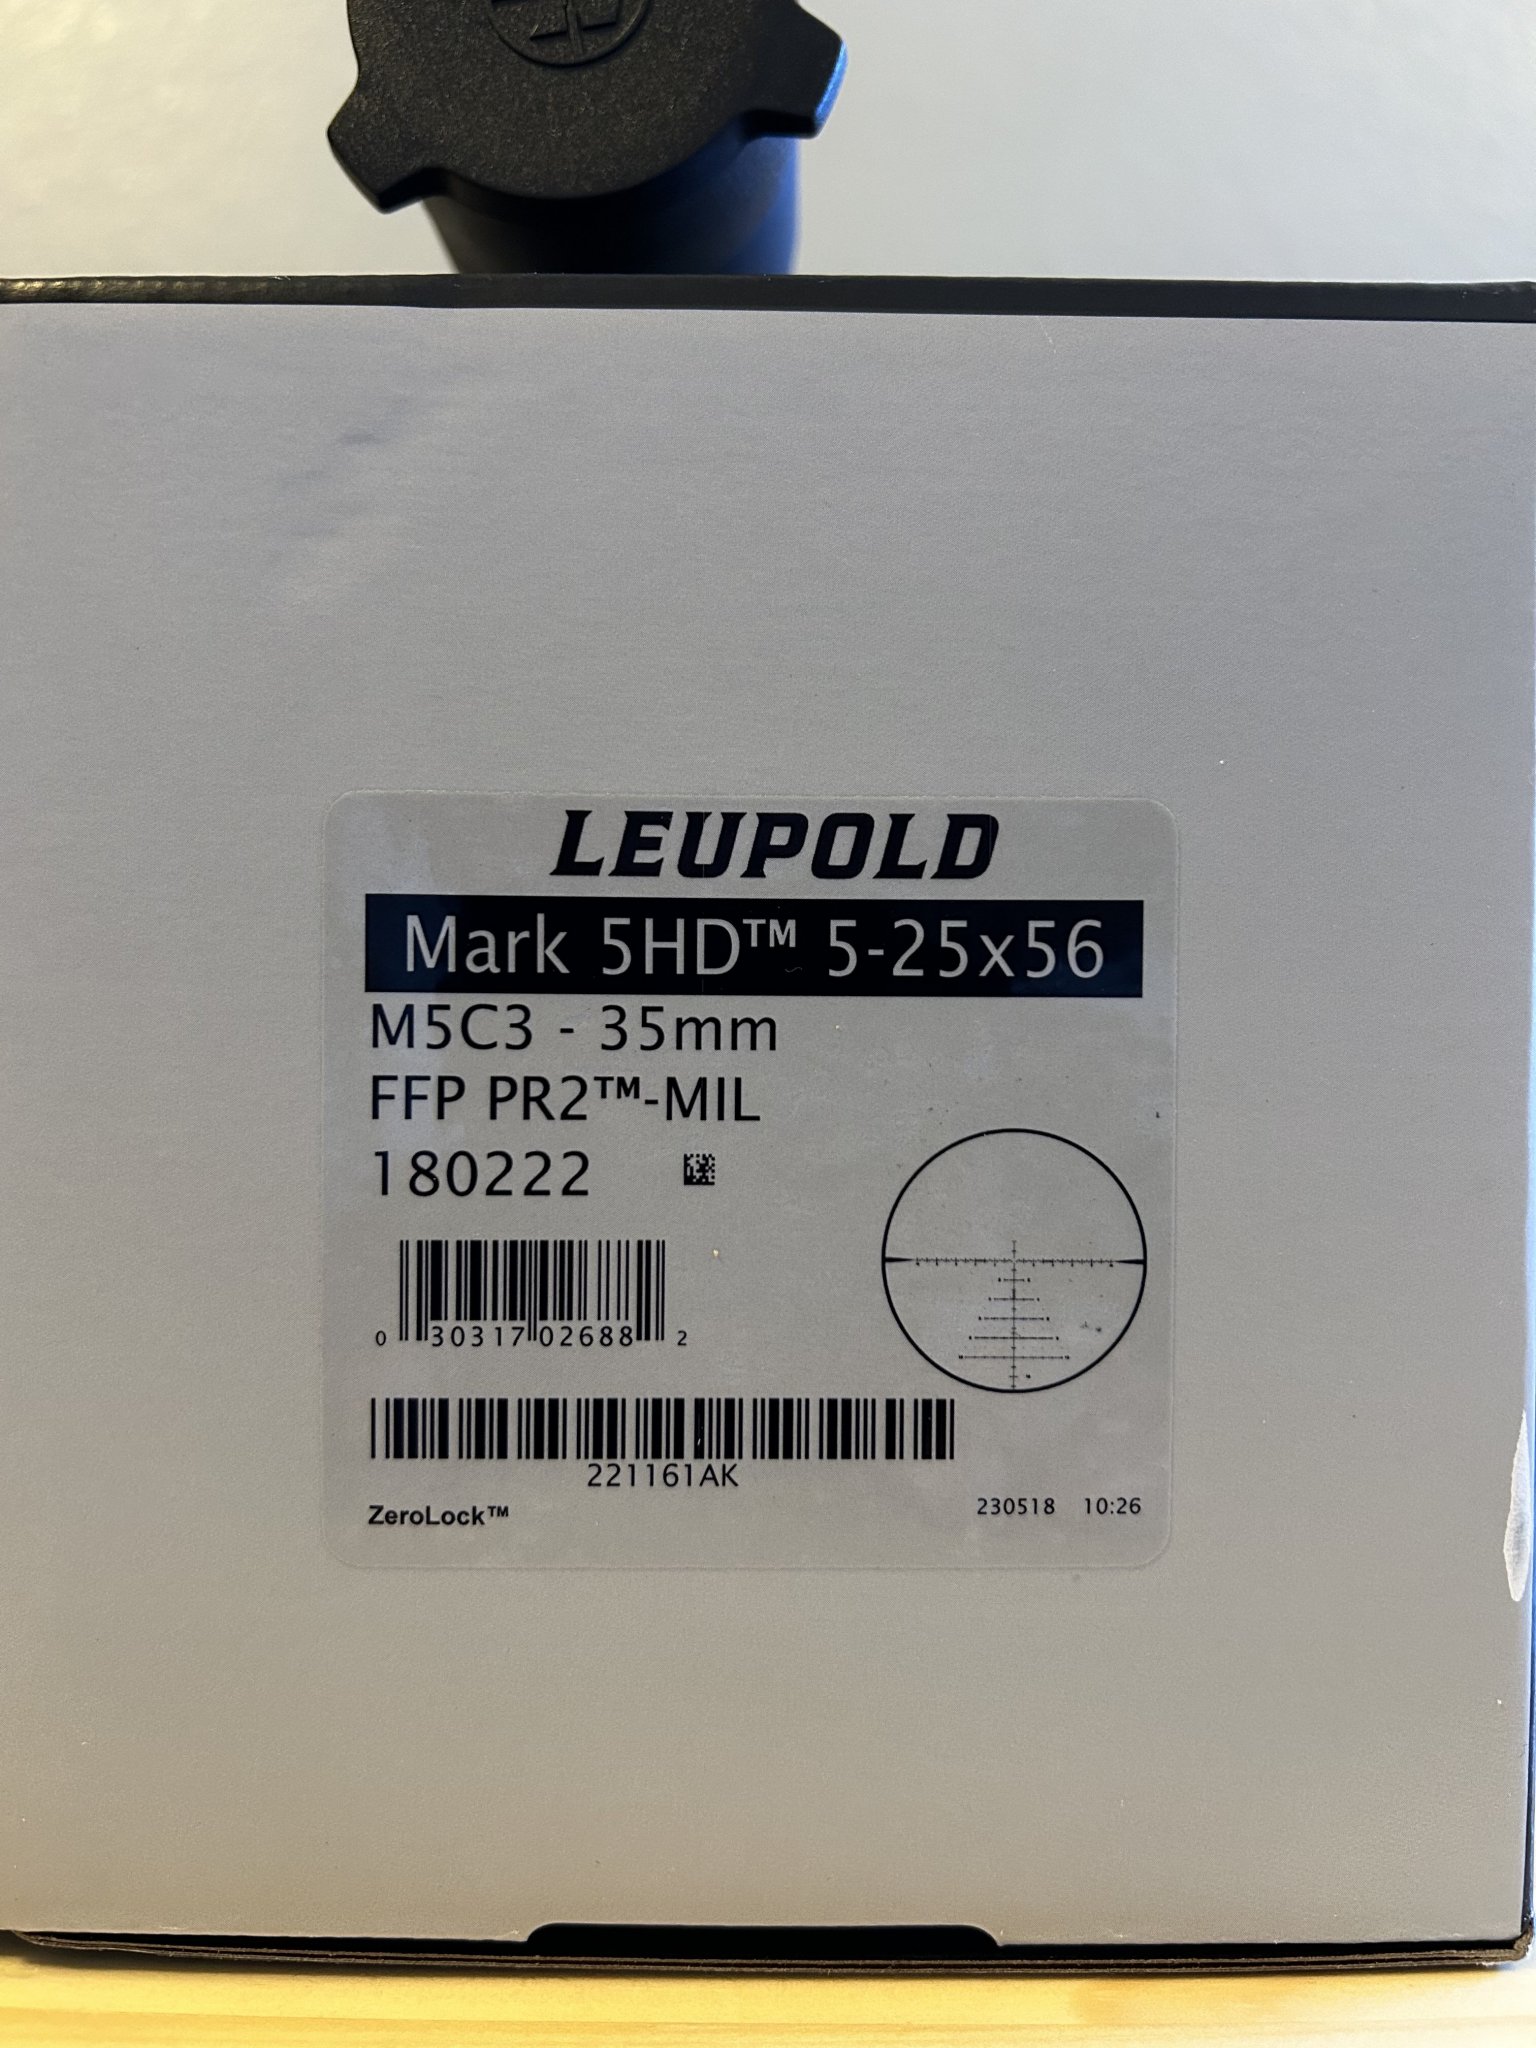 LEUPOLD
Mark 5HD™ 5-25x56
M5C3 - 35mm
FFP PR2™-MIL
180222
0 30317 02688 2
221161AK
ZeroLock™ 230518 10:26